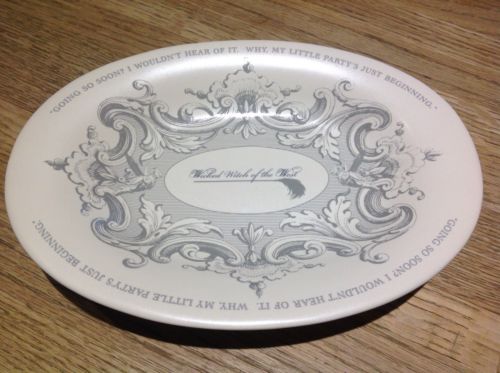 "GOING SO SOON? I WOULDN'T HEAR OF IT. WHY, MY LITTLE PARTY'S JUST BEGINNING."
Wicked Witch of the West
"GOING SO SOON? I WOULDN'T HEAR OF IT. WHY, MY LITTLE PARTY'S JUST BEGINNING."